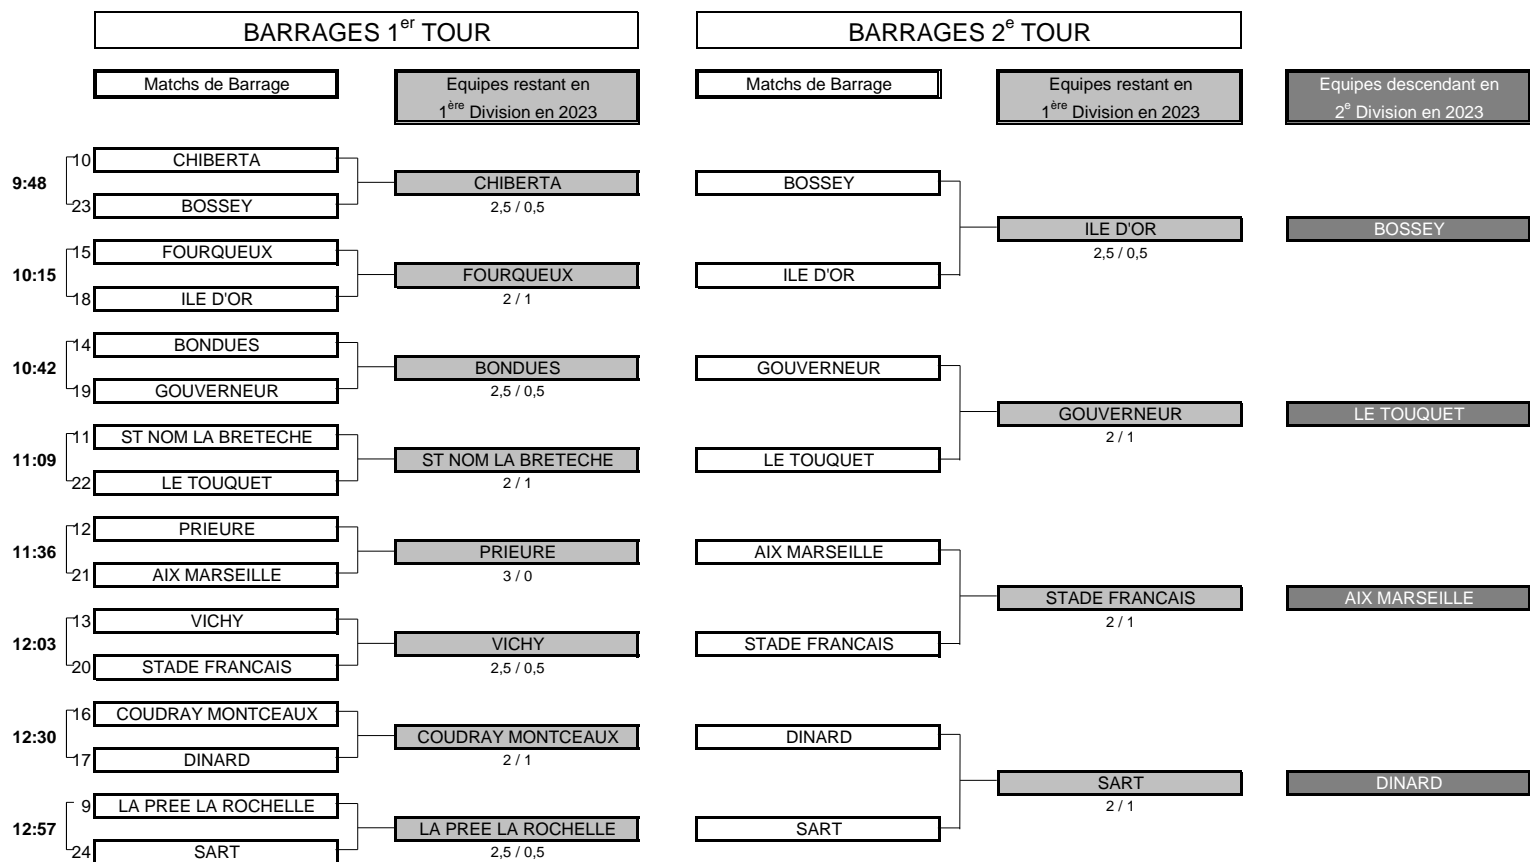 BARRAGES 1er TOUR
BARRAGES 2e TOUR
Matchs de Barrage
Equipes restant en
1ère Division en 2023
Matchs de Barrage
Equipes restant en
1ère Division en 2023
Equipes descendant en
2e Division en 2023
9:48
10 CHIBERTA
23 BOSSEY
CHIBERTA
2,5 / 0,5
10:15
15 FOURQUEUX
18 ILE D'OR
FOURQUEUX
2 / 1
10:42
14 BONDUES
19 GOUVERNEUR
BONDUES
2,5 / 0,5
11:09
11 ST NOM LA BRETECHE
22 LE TOUQUET
ST NOM LA BRETECHE
2 / 1
11:36
12 PRIEURE
21 AIX MARSEILLE
PRIEURE
3 / 0
12:03
13 VICHY
20 STADE FRANCAIS
VICHY
2,5 / 0,5
12:30
16 COUDRAY MONTCEAUX
17 DINARD
COUDRAY MONTCEAUX
2 / 1
12:57
9 LA PREE LA ROCHELLE
24 SART
LA PREE LA ROCHELLE
2,5 / 0,5
BOSSEY
ILE D'OR
ILE D'OR
2,5 / 0,5
BOSSEY
GOUVERNEUR
LE TOUQUET
GOUVERNEUR
2 / 1
LE TOUQUET
AIX MARSEILLE
STADE FRANCAIS
STADE FRANCAIS
2 / 1
AIX MARSEILLE
DINARD
SART
SART
2 / 1
DINARD